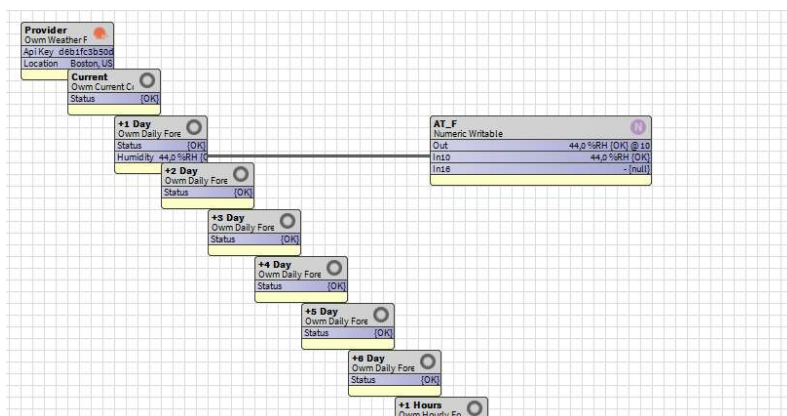 Provider
Owm Weather F
Api Key d6b1fc3b50d
Location Boston, US
Current
Owm Current C
Status {OK}
+1 Day
Owm Daily Fore
Status {OK}
Humidity 44,0 %RH {O
AT_F
Numeric Writable
N
Out 44,0 %RH {OK} @ 10
In10 44,0 %RH {OK}
In16 - {null}
+2 Day
Owm Daily Fore
Status {OK}
+3 Day
Owm Daily Fore
Status {OK}
+4 Day
Owm Daily Fore
Status {OK}
+5 Day
Owm Daily Fore
Status {OK}
+6 Day
Owm Daily Fore
Status {OK}
+1 Hours
Owm Hourly Fo